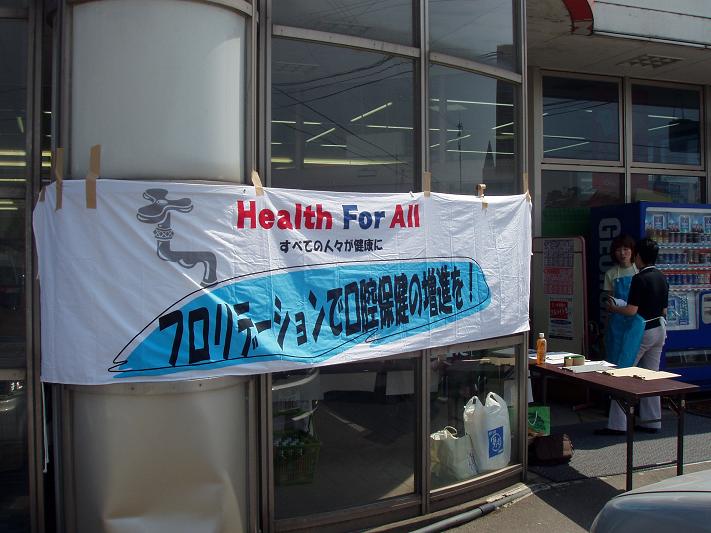 Health For All
すべての人々が健康に
フロリデーションで口腔保健の増進を!